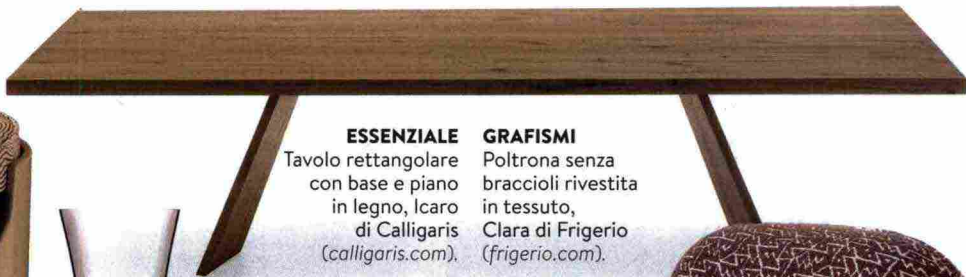 ESSENZIALE
Tavolo rettangolare
con base e piano
in legno, Icaro
di Calligaris
(calligaris.com).
GRAFISMI
Poltrona senza
braccioli rivestita
in tessuto,
Clara di Frigerio
(frigerio.com).